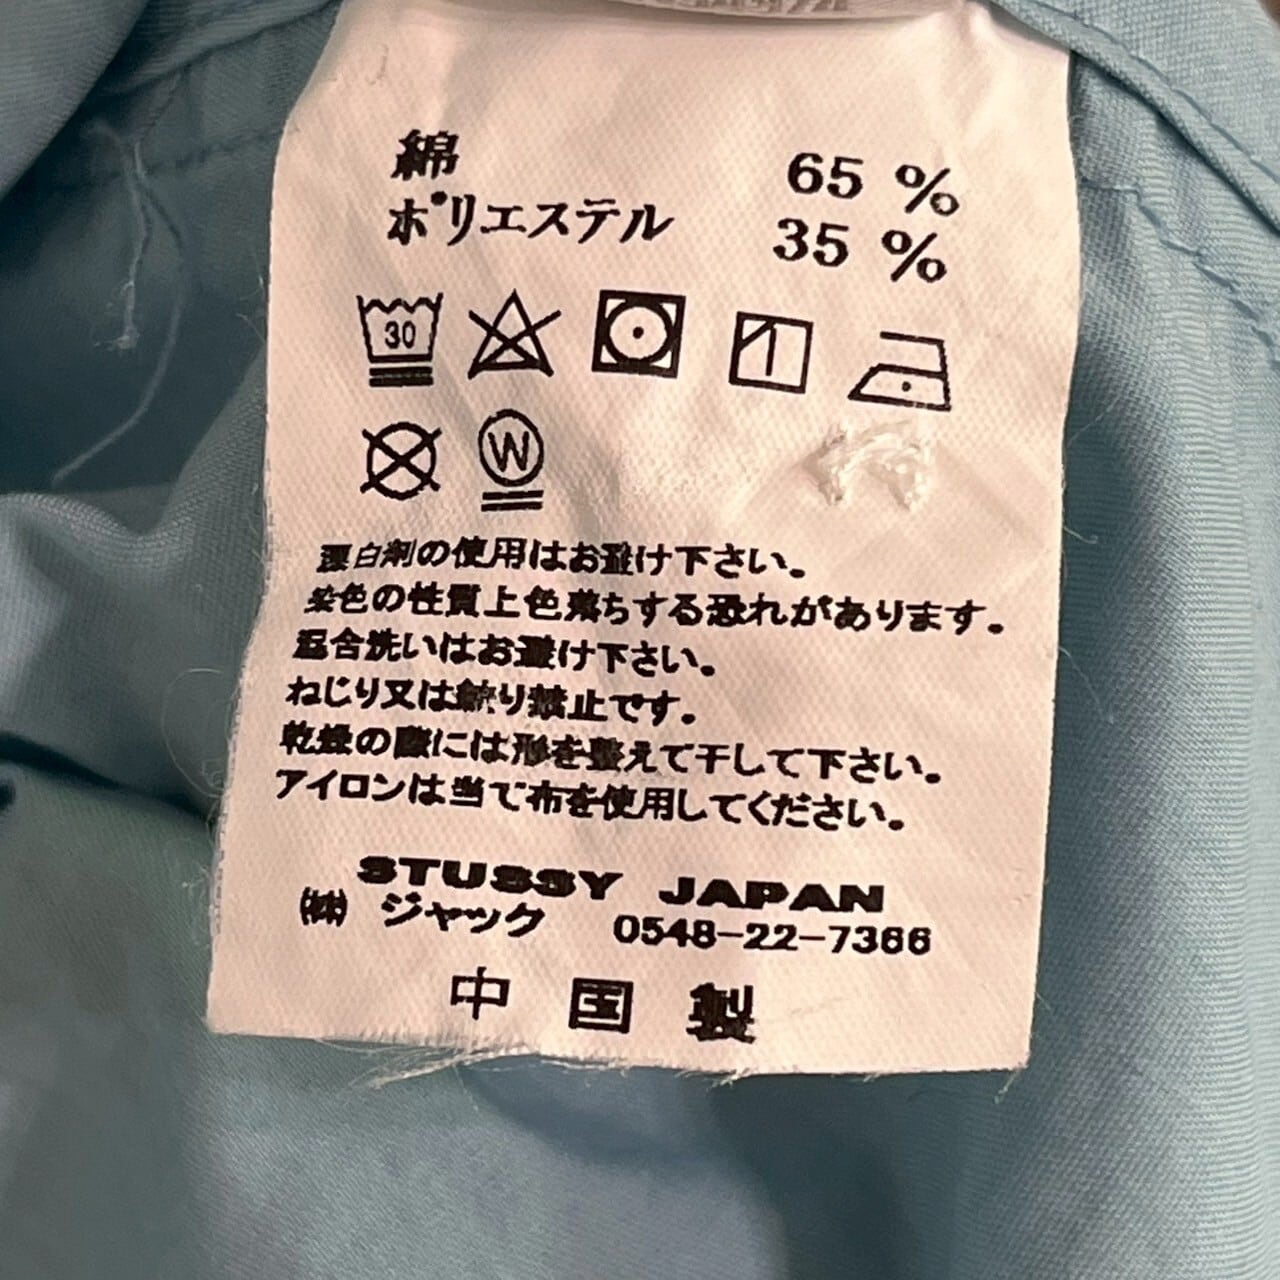 綿 65 %
ポリエステル 35 %
30
W
漂白剤の使用はお避け下さい。
染色の性質上色落ちする恐れがあります。
混合洗いはお避け下さい。
ねじり又は絞り禁止です。
乾燥の際には形を整えて干して下さい。
アイロンは当て布を使用してください。
STUSSY JAPAN
㈱ ジャック 0548-22-7366
中国製